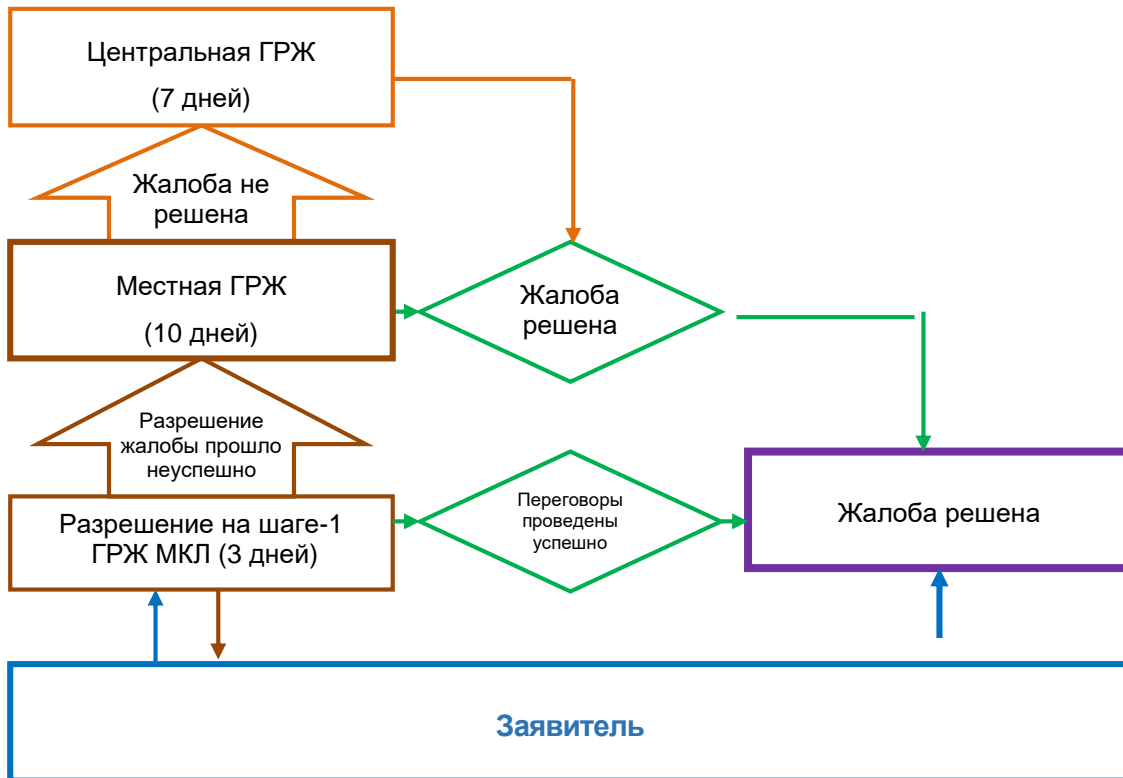 Центральная ГРЖ
(7 дней)
Жалоба не
решена
Местная ГРЖ
(10 дней)
Жалоба
решена
Разрешение
жалобы прошло
неуспешно
Разрешение на шаге-1
ГРЖ МКЛ (3 дней)
Переговоры
проведены
успешно
Жалоба решена
Заявитель